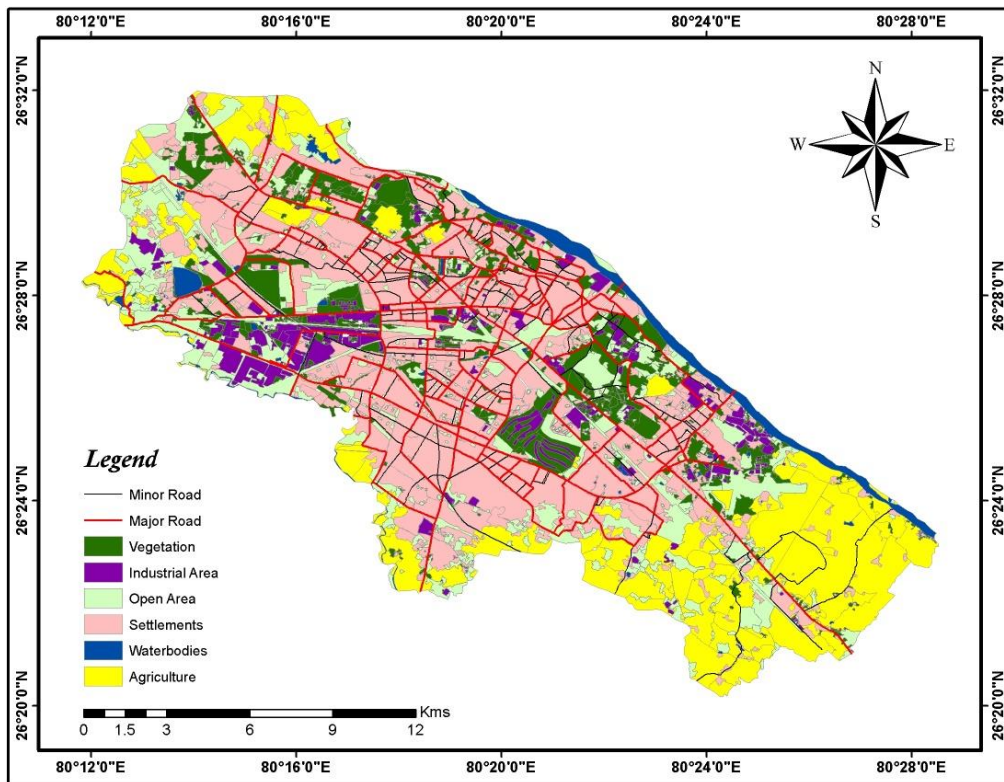 80°12'0"E 80°16'0"E 80°20'0"E 80°24'0"E 80°28'0"E
26°32'0"N 26°32'0"N
N
W E
S
26°28'0"N 26°28'0"N
Legend
Minor Road
26°24'0"N 26°24'0"N
Major Road
Vegetation
Industrial Area
Open Area
Settlements
Waterbodies
Agriculture
26°20'0"N 26°20'0"N
Kms
0 1.5 3 6 9 12
80°12'0"E 80°16'0"E 80°20'0"E 80°24'0"E 80°28'0"E